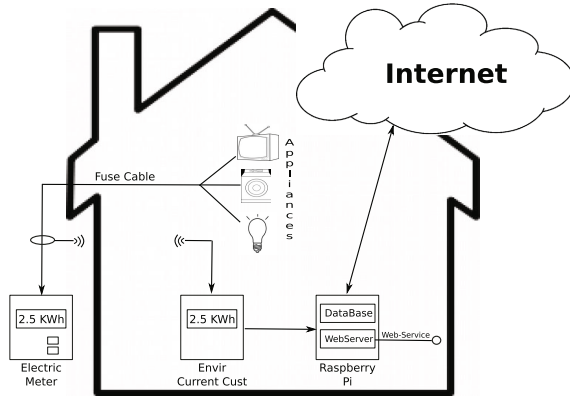 Internet
Appliances
Fuse Cable
2.5 KWh
2.5 KWh
DataBase
WebServer
Web-Service
Electric
Meter
Envir
Current Cust
Raspberry
Pi